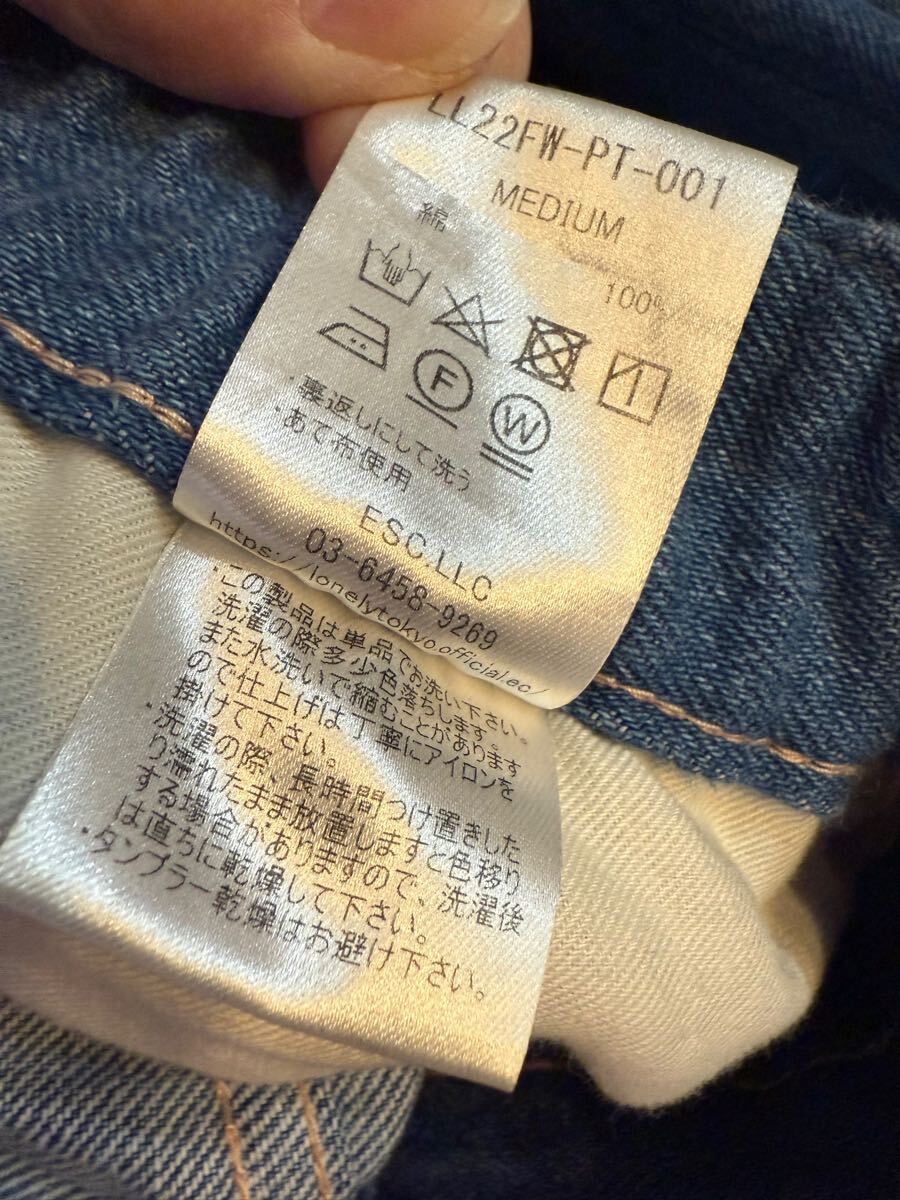 LL22FW-PT-001
MEDIUM
綿 100%
F
W
・裏返しにして洗う
・あて布使用
ESC.LLC
03-6458-9269
https://lonelytokyo.official.ec/
・この製品は単品でお洗い下さい。
洗濯の際多少色落ちします。
また水洗いで縮むことがあります
ので仕上げは丁寧にアイロンを
掛けて下さい。
・洗濯の際、長時間つけ置きした
り濡れたまま放置しますと色移り
する場合がありますので、洗濯後
は直ちに乾燥して下さい。
・タンブラー乾燥はお避け下さい。